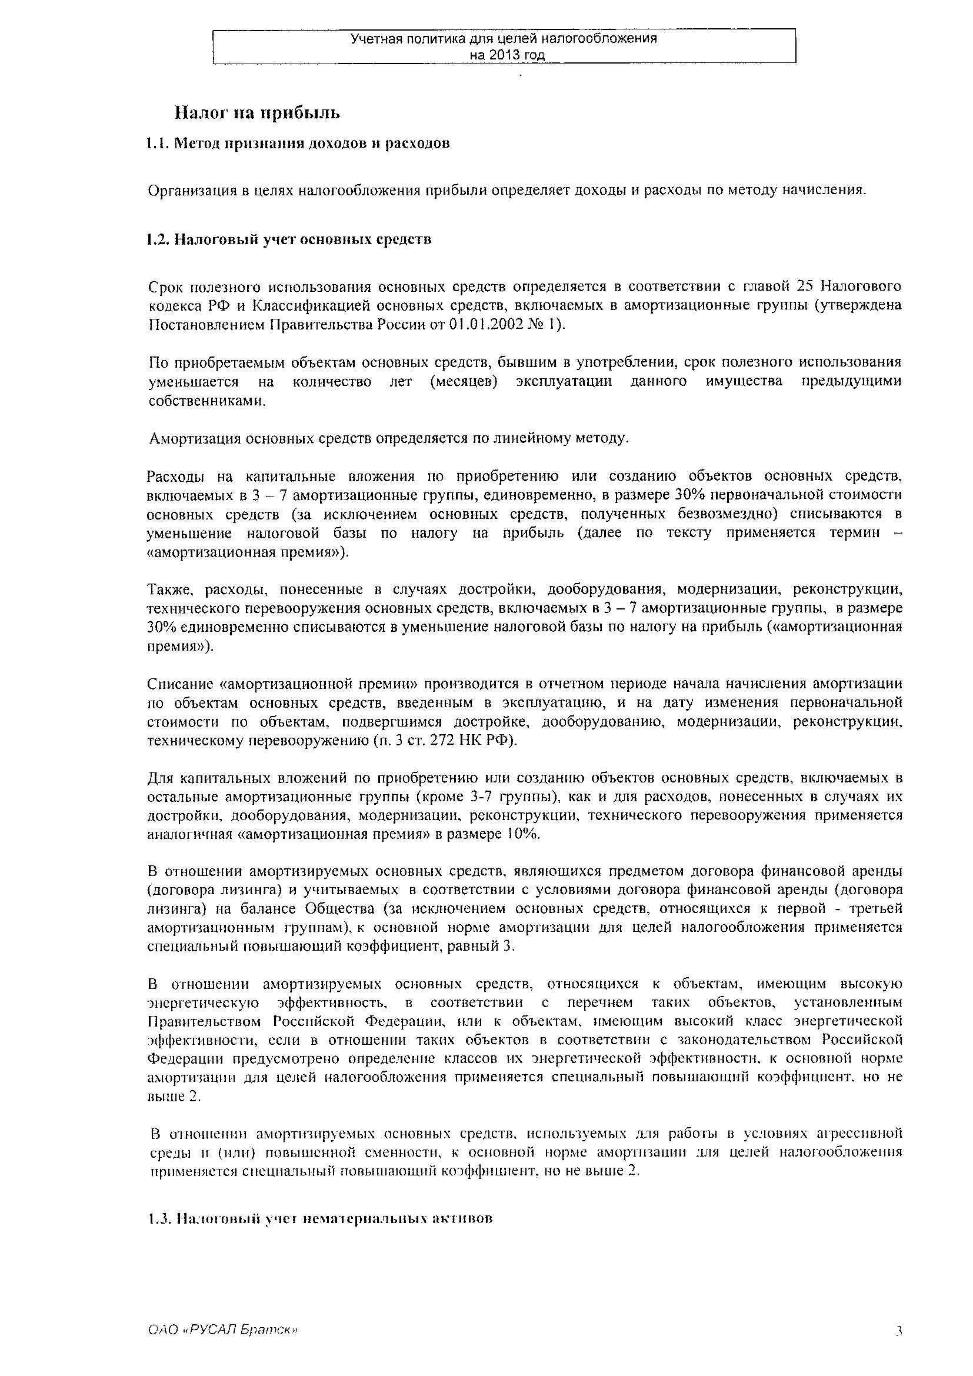 Учетная политика для целей налогообложения
на 2013 год
Налог на прибыль
1.1. Метод признания доходов и расходов
Организация в целях налогообложения прибыли определяет доходы и расходы по методу начисления.
1.2. Налоговый учет основных средств
Срок полезного использования основных средств определяется в соответствии с главой 25 Налогового
кодекса РФ и Классификацией основных средств, включаемых в амортизационные группы (утверждена
Постановлением Правительства России от 01.01.2002 № 1).
По приобретаемым объектам основных средств, бывшим в употреблении, срок полезного использования
уменьшается на количество лет (месяцев) эксплуатации данного имущества предыдущими
собственниками.
Амортизация основных средств определяется по линейному методу.
Расходы на капитальные вложения по приобретению или созданию объектов основных средств,
включаемых в 3 – 7 амортизационные группы, единовременно, в размере 30% первоначальной стоимости
основных средств (за исключением основных средств, полученных безвозмездно) списываются в
уменьшение налоговой базы по налогу на прибыль (далее по тексту применяется термин –
«амортизационная премия»).
Также, расходы, понесенные в случаях достройки, дооборудования, модернизации, реконструкции,
технического перевооружения основных средств, включаемых в 3 – 7 амортизационные группы, в размере
30% единовременно списываются в уменьшение налоговой базы по налогу на прибыль («амортизационная
премия»).
Списание «амортизационной премии» производится в отчетном периоде начала начисления амортизации
по объектам основных средств, введенным в эксплуатацию, и на дату изменения первоначальной
стоимости по объектам, подвергшимся достройке, дооборудованию, модернизации, реконструкции,
техническому перевооружению (п. 3 ст. 272 НК РФ).
Для капитальных вложений по приобретению или созданию объектов основных средств, включаемых в
остальные амортизационные группы (кроме 3-7 группы), как и для расходов, понесенных в случаях их
достройки, дооборудования, модернизации, реконструкции, технического перевооружения применяется
аналогичная «амортизационная премия» в размере 10%.
В отношении амортизируемых основных средств, являющихся предметом договора финансовой аренды
(договора лизинга) и учитываемых в соответствии с условиями договора финансовой аренды (договора
лизинга) на балансе Общества (за исключением основных средств, относящихся к первой - третьей
амортизационным группам), к основной норме амортизации для целей налогообложения применяется
специальный повышающий коэффициент, равный 3.
В отношении амортизируемых основных средств, относящихся к объектам, имеющим высокую
энергетическую эффективность, в соответствии с перечнем таких объектов, установленным
Правительством Российской Федерации, или к объектам, имеющим высокий класс энергетической
эффективности, если в отношении таких объектов в соответствии с законодательством Российской
Федерации предусмотрено определение классов их энергетической эффективности, к основной норме
амортизации для целей налогообложения применяется специальный повышающий коэффициент, но не
выше 2.
В отношении амортизируемых основных средств, используемых для работы в условиях агрессивной
среды и (или) повышенной сменности, к основной норме амортизации для целей налогообложения
применяется специальный повышающий коэффициент, но не выше 2.
1.3. Налоговый учет нематериальных активов
ОАО «РУСАЛ Братск»
3